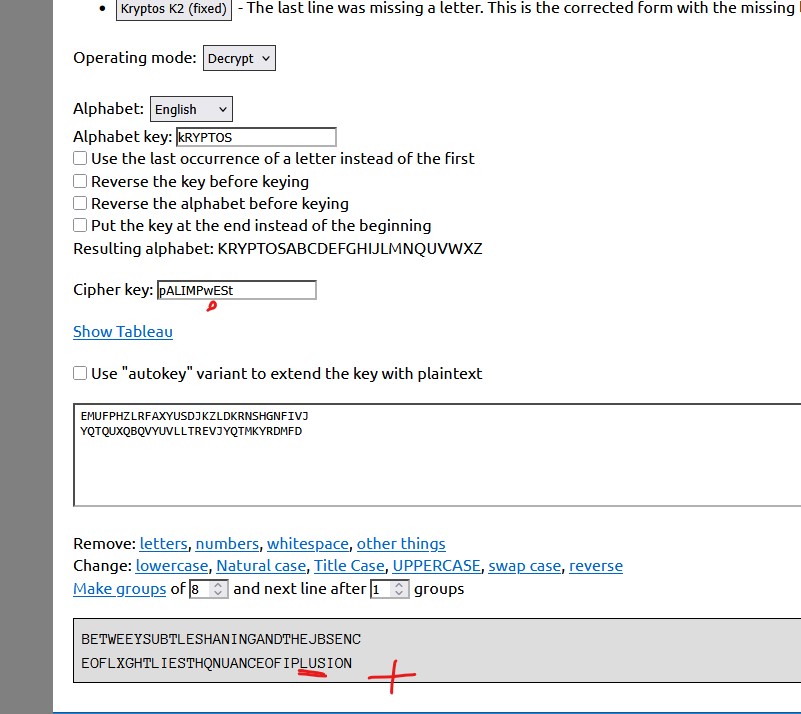 Kryptos K2 (fixed) - The last line was missing a letter. This is the corrected form with the missing
Operating mode: Decrypt
Alphabet: English
Alphabet key: kRYPTOS
Use the last occurrence of a letter instead of the first
Reverse the key before keying
Reverse the alphabet before keying
Put the key at the end instead of the beginning
Resulting alphabet: KRYPTOSABCDEFGHIJLMNQUVWXZ
Cipher key: pALIMPwESt
Show Tableau
Use "autokey" variant to extend the key with plaintext
EMUFPHZLRFAXYUSDJKZLDKRNSHGNFIVJ
YQTQUXQBQVYUVLLTREVJYQTMKYRDMFD
Remove: letters, numbers, whitespace, other things
Change: lowercase, Natural case, Title Case, UPPERCASE, swap case, reverse
Make groups of 8 and next line after 1 groups
BETWEEYSUBTLESHANINGANDTHEJBSENC
EOFLXGHTLIESTHQNUANCEOFIPLUSION